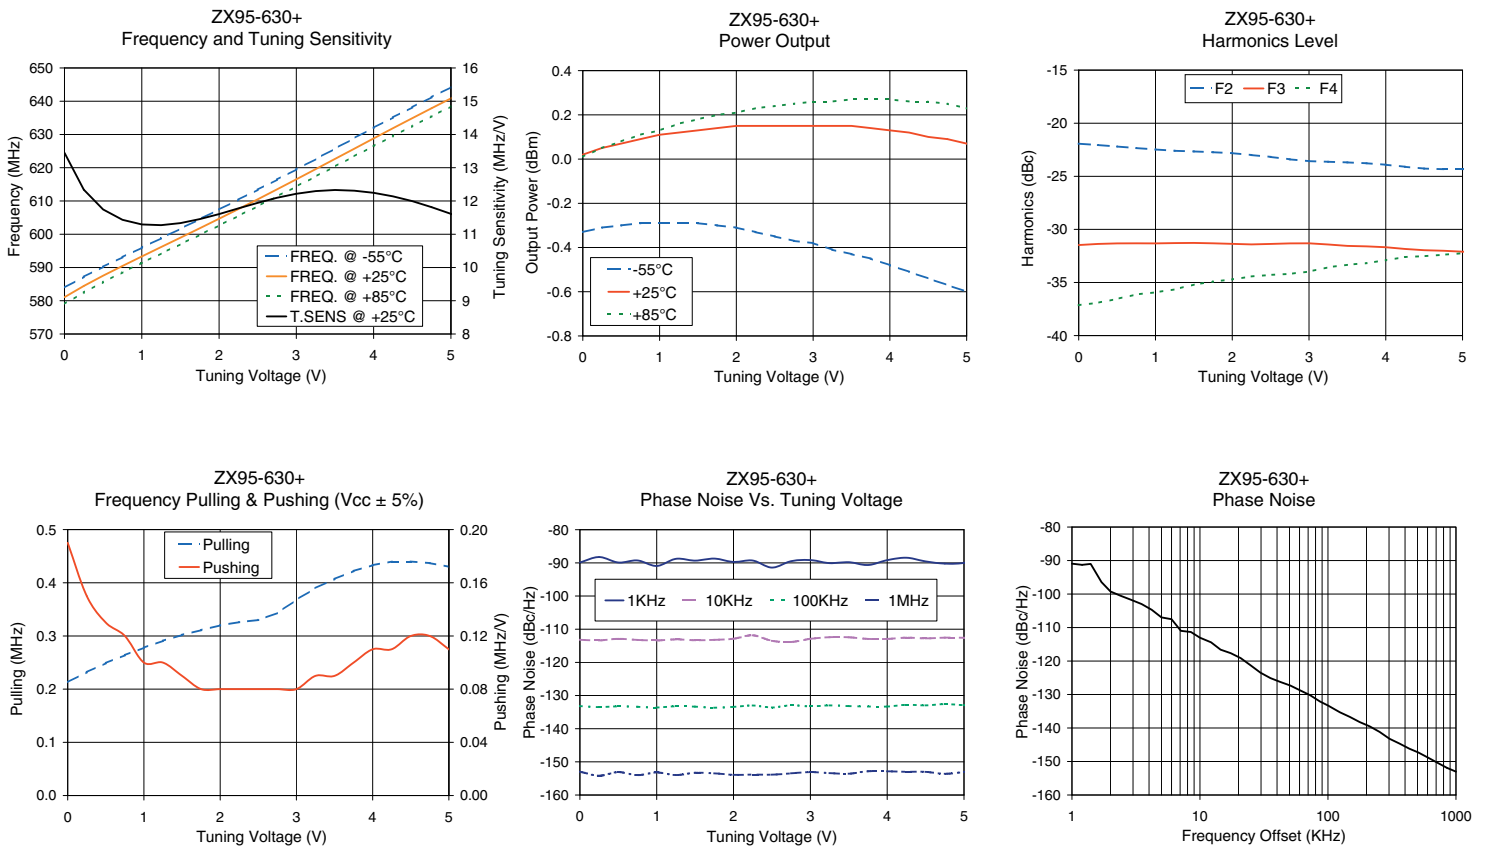 ZX95-630+
Frequency and Tuning Sensitivity
650
640
630
620
610
600
590
580
570
16
15
14
13
12
11
10
9
8
Frequency (MHz)
Tuning Sensitivity (MHz/V)
FREQ. @ -55°C
FREQ. @ +25°C
FREQ. @ +85°C
T.SENS @ +25°C
0 1 2 3 4 5
Tuning Voltage (V)
ZX95-630+
Power Output
0.4
0.2
0.0
-0.2
-0.4
-0.6
-0.8
Output Power (dBm)
-55°C
+25°C
+85°C
0 1 2 3 4 5
Tuning Voltage (V)
ZX95-630+
Harmonics Level
-15
-20
-25
-30
-35
-40
Harmonics (dBc)
F2 F3 F4
0 1 2 3 4 5
Tuning Voltage (V)
ZX95-630+
Frequency Pulling & Pushing (Vcc ± 5%)
0.5
0.4
0.3
0.2
0.1
0.0
0.20
0.16
0.12
0.08
0.04
0.00
Pulling (MHz)
Pushing (MHz/V)
Pulling
Pushing
0 1 2 3 4 5
Tuning Voltage (V)
ZX95-630+
Phase Noise Vs. Tuning Voltage
-80
-90
-100
-110
-120
-130
-140
-150
-160
Phase Noise (dBc/Hz)
1KHz 10KHz 100KHz 1MHz
0 1 2 3 4 5
Tuning Voltage (V)
ZX95-630+
Phase Noise
-80
-90
-100
-110
-120
-130
-140
-150
-160
Phase Noise (dBc/Hz)
1 10 100 1000
Frequency Offset (KHz)